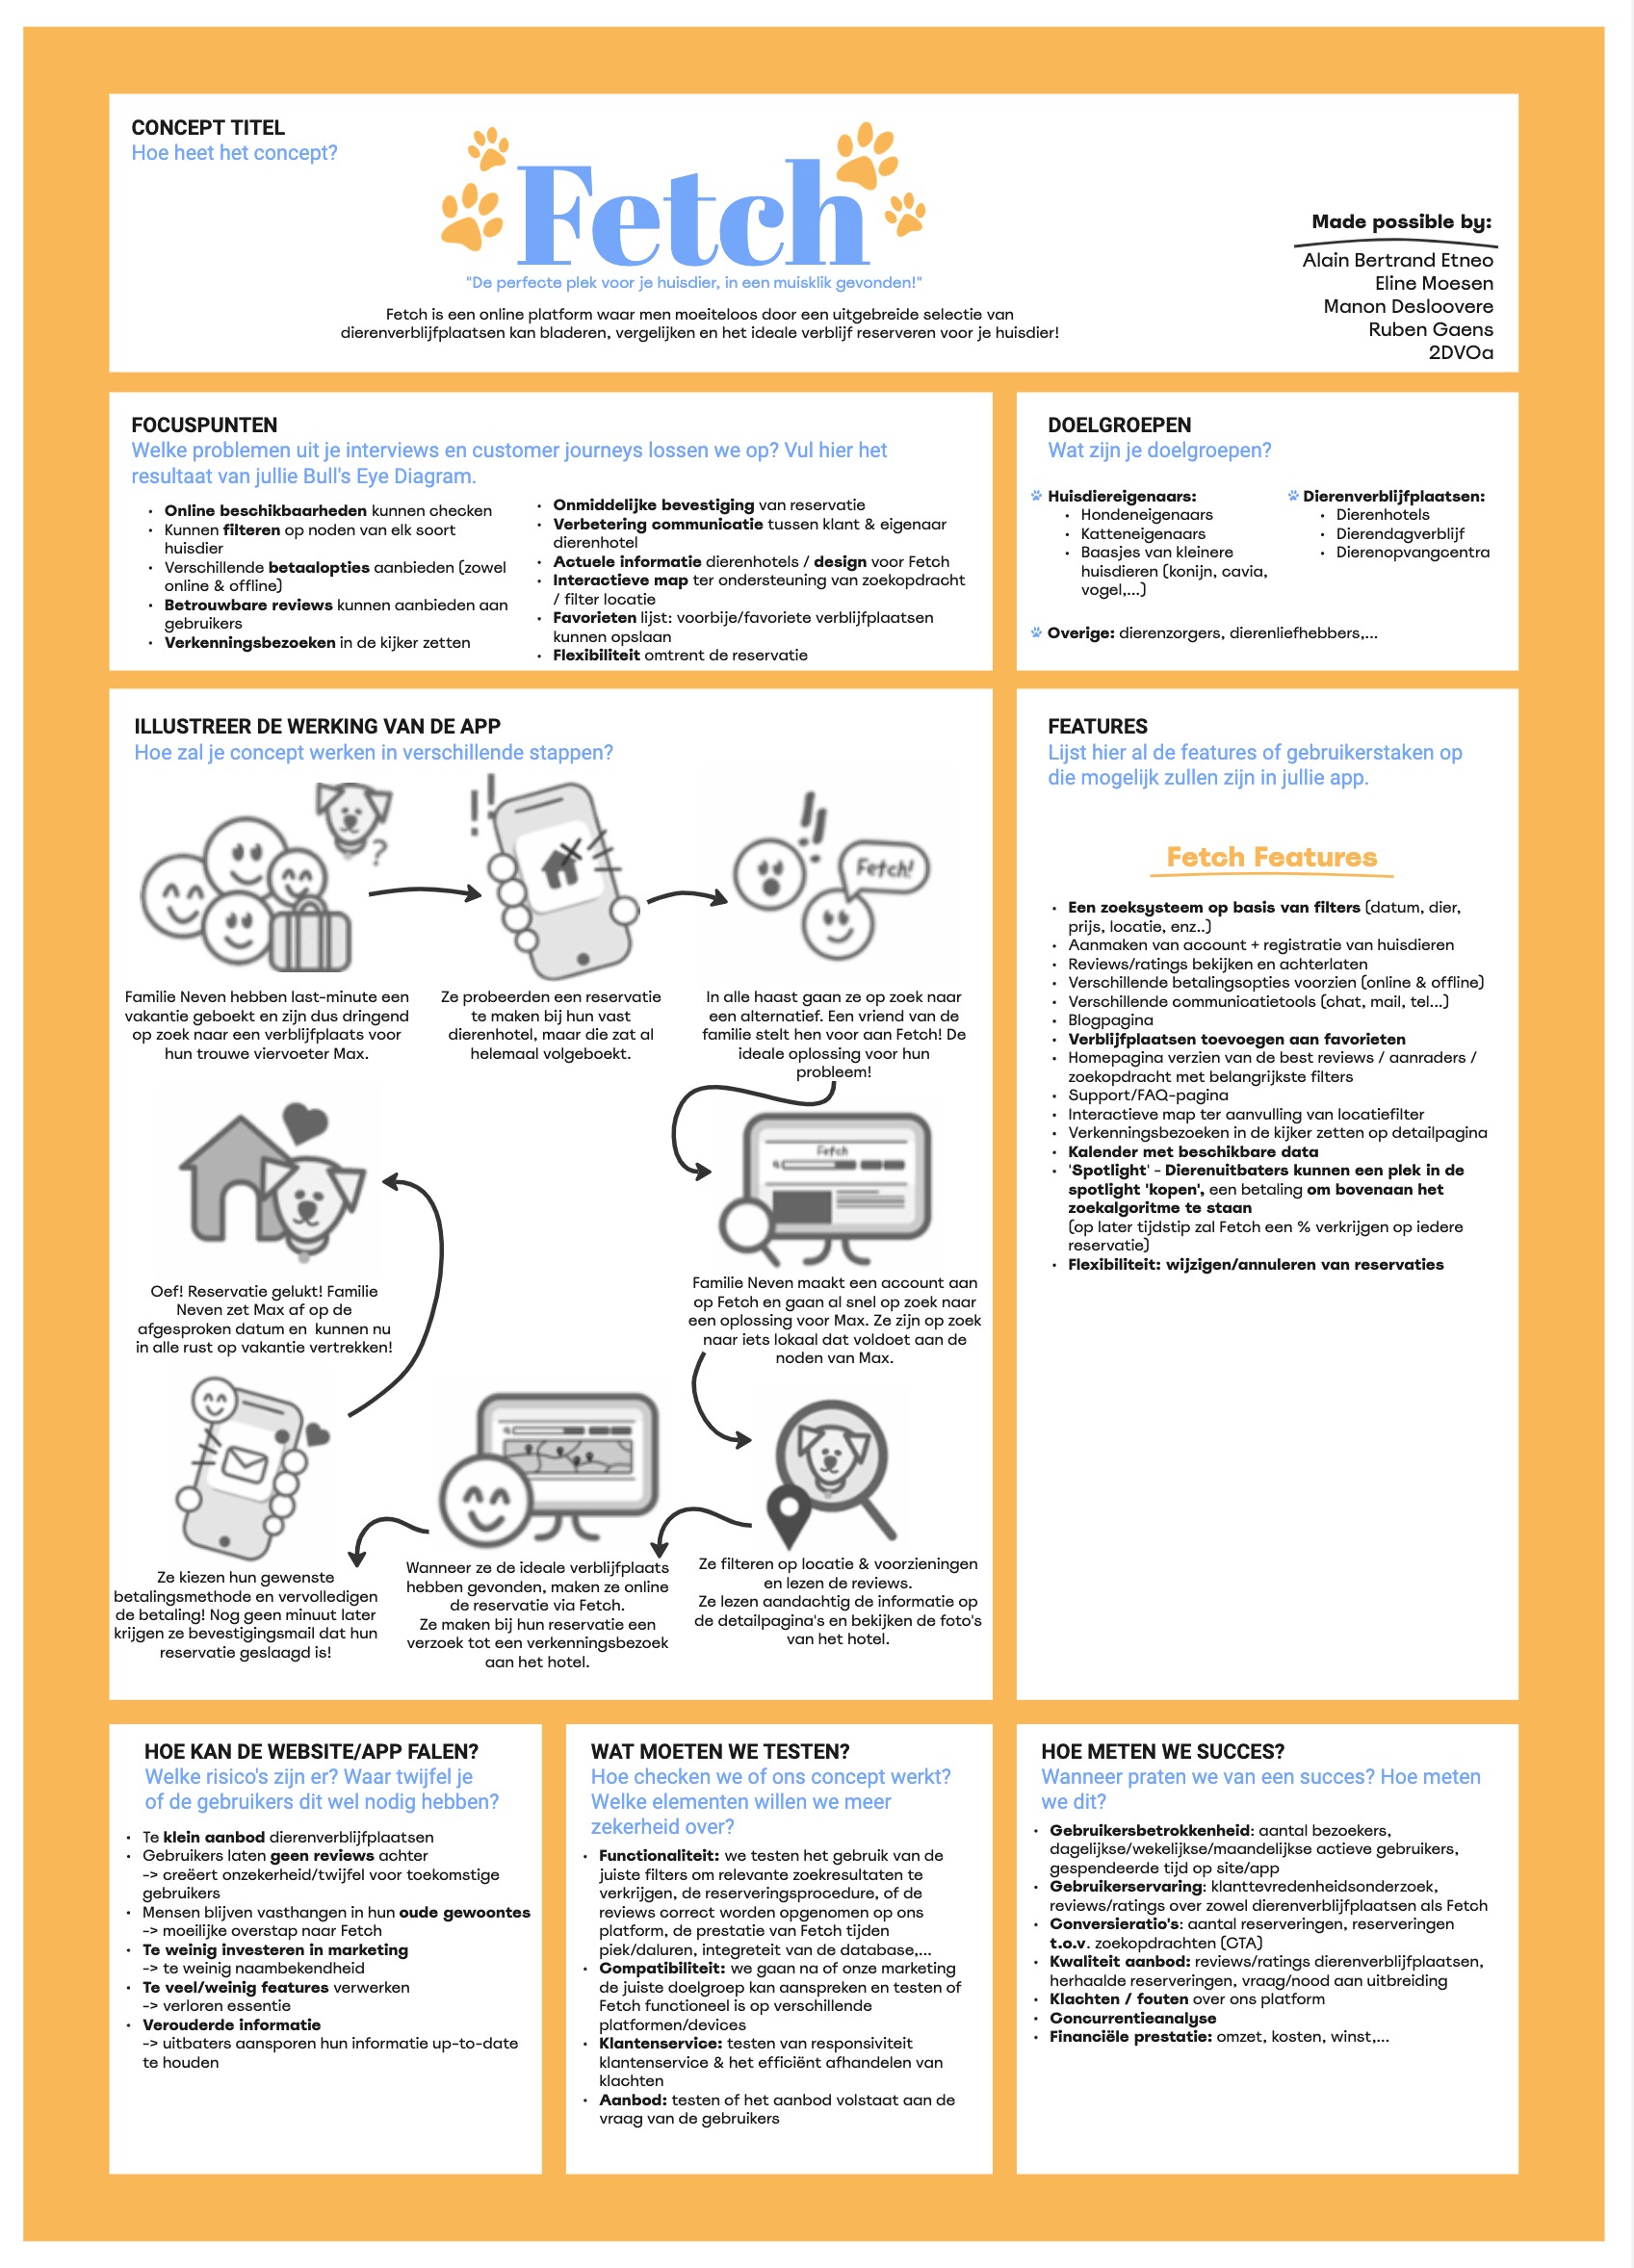 CONCEPT TITEL
Hoe heet het concept?
Fetch
"De perfecte plek voor je huisdier, in een muisklik gevonden!"
Fetch is een online platform waar men moeiteloos door een uitgebreide selectie van
dierenverblijfplaatsen kan bladeren, vergelijken en het ideale verblijf reserveren voor je huisdier!
Made possible by:
Alain Bertrand Etneo
Eline Moesen
Manon Desloovere
Ruben Gaens
2DVOa
FOCUSPUNTEN
Welke problemen uit je interviews en customer journeys lossen we op? Vul hier het
resultaat van jullie Bull's Eye Diagram.
• Online beschikbaarheden kunnen checken
• Kunnen filteren op noden van elk soort
huisdier
• Verschillende betaalopties aanbieden (zowel
online & offline)
• Betrouwbare reviews kunnen aanbieden aan
gebruikers
• Verkenningsbezoeken in de kijker zetten
• Onmiddelijke bevestiging van reservatie
• Verbetering communicatie tussen klant & eigenaar
dierenhotel
• Actuele informatie dierenhotels / design voor Fetch
• Interactieve map ter ondersteuning van zoekopdracht
/ filter locatie
• Favorieten lijst: voorbije/favoriete verblijfplaatsen
kunnen opslaan
• Flexibiliteit omtrent de reservatie
DOELGROEPEN
Wat zijn je doelgroepen?
Huisdiereigenaars:
• Hondeneigenaars
• Katteneigenaars
• Baasjes van kleinere
huisdieren (konijn, cavia,
vogel,...)
Dierenverblijfplaatsen:
• Dierenhotels
• Dierendagverblijf
• Dierenopvangcentra
Overige: dierenzorgers, dierenliefhebbers,...
ILLUSTREER DE WERKING VAN DE APP
Hoe zal je concept werken in verschillende stappen?
?
!!
!!
Fetch!
Familie Neven hebben last-minute een
vakantie geboekt en zijn dus dringend
op zoek naar een verblijfplaats voor
hun trouwe viervoeter Max.
Ze probeerden een reservatie
te maken bij hun vast
dierenhotel, maar die zat al
helemaal volgeboekt.
In alle haast gaan ze op zoek naar
een alternatief. Een vriend van de
familie stelt hen voor aan Fetch! De
ideale oplossing voor hun
probleem!
Fetch
Familie Neven maakt een account aan
op Fetch en gaan al snel op zoek naar
een oplossing voor Max. Ze zijn op zoek
naar iets lokaal dat voldoet aan de
noden van Max.
Ze filteren op locatie & voorzieningen
en lezen de reviews.
Ze lezen aandachtig de informatie op
de detailpagina's en bekijken de foto's
van het hotel.
Wanneer ze de ideale verblijfplaats
hebben gevonden, maken ze online
de reservatie via Fetch.
Ze maken bij hun reservatie een
verzoek tot een verkenningsbezoek
aan het hotel.
Ze kiezen hun gewenste
betalingsmethode en vervolledigen
de betaling! Nog geen minuut later
krijgen ze bevestigingsmail dat hun
reservatie geslaagd is!
Oef! Reservatie gelukt! Familie
Neven zet Max af op de
afgesproken datum en kunnen nu
in alle rust op vakantie vertrekken!
FEATURES
Lijst hier al de features of gebruikerstaken op
die mogelijk zullen zijn in jullie app.
Fetch Features
• Een zoeksysteem op basis van filters (datum, dier,
prijs, locatie, enz..)
• Aanmaken van account + registratie van huisdieren
• Reviews/ratings bekijken en achterlaten
• Verschillende betalingsopties voorzien (online & offline)
• Verschillende communicatietools (chat, mail, tel...)
• Blogpagina
• Verblijfplaatsen toevoegen aan favorieten
• Homepagina verzien van de best reviews / aanraders /
zoekopdracht met belangrijkste filters
• Support/FAQ-pagina
• Interactieve map ter aanvulling van locatiefilter
• Verkenningsbezoeken in de kijker zetten op detailpagina
• Kalender met beschikbare data
• 'Spotlight' - Dierenuitbaters kunnen een plek in de
spotlight 'kopen', een betaling om bovenaan het
zoekalgoritme te staan
(op later tijdstip zal Fetch een % verkrijgen op iedere
reservatie)
• Flexibiliteit: wijzigen/annuleren van reservaties
HOE KAN DE WEBSITE/APP FALEN?
Welke risico's zijn er? Waar twijfel je
of de gebruikers dit wel nodig hebben?
• Te klein aanbod dierenverblijfplaatsen
• Gebruikers laten geen reviews achter
-> creëert onzekerheid/twijfel voor toekomstige
gebruikers
• Mensen blijven vasthangen in hun oude gewoontes
-> moeilijke overstap naar Fetch
• Te weinig investeren in marketing
-> te weinig naambekendheid
• Te veel/weinig features verwerken
-> verloren essentie
• Verouderde informatie
-> uitbaters aansporen hun informatie up-to-date
te houden
WAT MOETEN WE TESTEN?
Hoe checken we of ons concept werkt?
Welke elementen willen we meer
zekerheid over?
• Functionaliteit: we testen het gebruik van de
juiste filters om relevante zoekresultaten te
verkrijgen, de reserveringsprocedure, of de
reviews correct worden opgenomen op ons
platform, de prestatie van Fetch tijden
piek/daluren, integreteit van de database,...
• Compatibiliteit: we gaan na of onze marketing
de juiste doelgroep kan aanspreken en testen of
Fetch functioneel is op verschillende
platformen/devices
• Klantenservice: testen van responsiviteit
klantenservice & het efficiënt afhandelen van
klachten
• Aanbod: testen of het aanbod volstaat aan de
vraag van de gebruikers
HOE METEN WE SUCCES?
Wanneer praten we van een succes? Hoe meten
we dit?
• Gebruikersbetrokkenheid: aantal bezoekers,
dagelijkse/wekelijkse/maandelijkse actieve gebruikers,
gespendeerde tijd op site/app
• Gebruikerservaring: klanttevredenheidsonderzoek,
reviews/ratings over zowel dierenverblijfplaatsen als Fetch
• Conversieratio's: aantal reserveringen, reserveringen
t.o.v. zoekopdrachten (CTA)
• Kwaliteit aanbod: reviews/ratings dierenverblijfplaatsen,
herhaalde reserveringen, vraag/nood aan uitbreiding
• Klachten / fouten over ons platform
• Concurrentieanalyse
• Financiële prestatie: omzet, kosten, winst,...